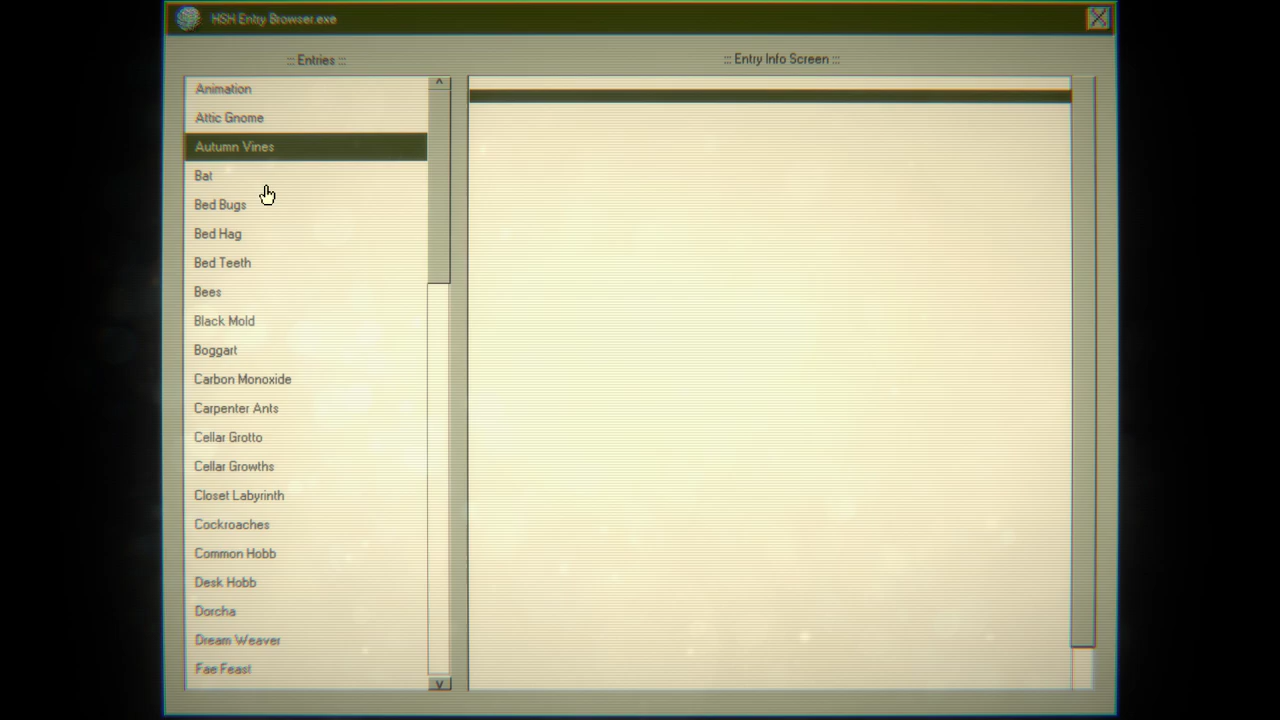 HSH Entry Browser.exe
::: Entries :::
::: Entry Info Screen :::
Animation
Attic Gnome
Autumn Vines
Bat
Bed Bugs
Bed Hag
Bed Teeth
Bees
Black Mold
Boggart
Carbon Monoxide
Carpenter Ants
Cellar Grotto
Cellar Growths
Closet Labyrinth
Cockroaches
Common Hobb
Desk Hobb
Dorcha
Dream Weaver
Fae Feast